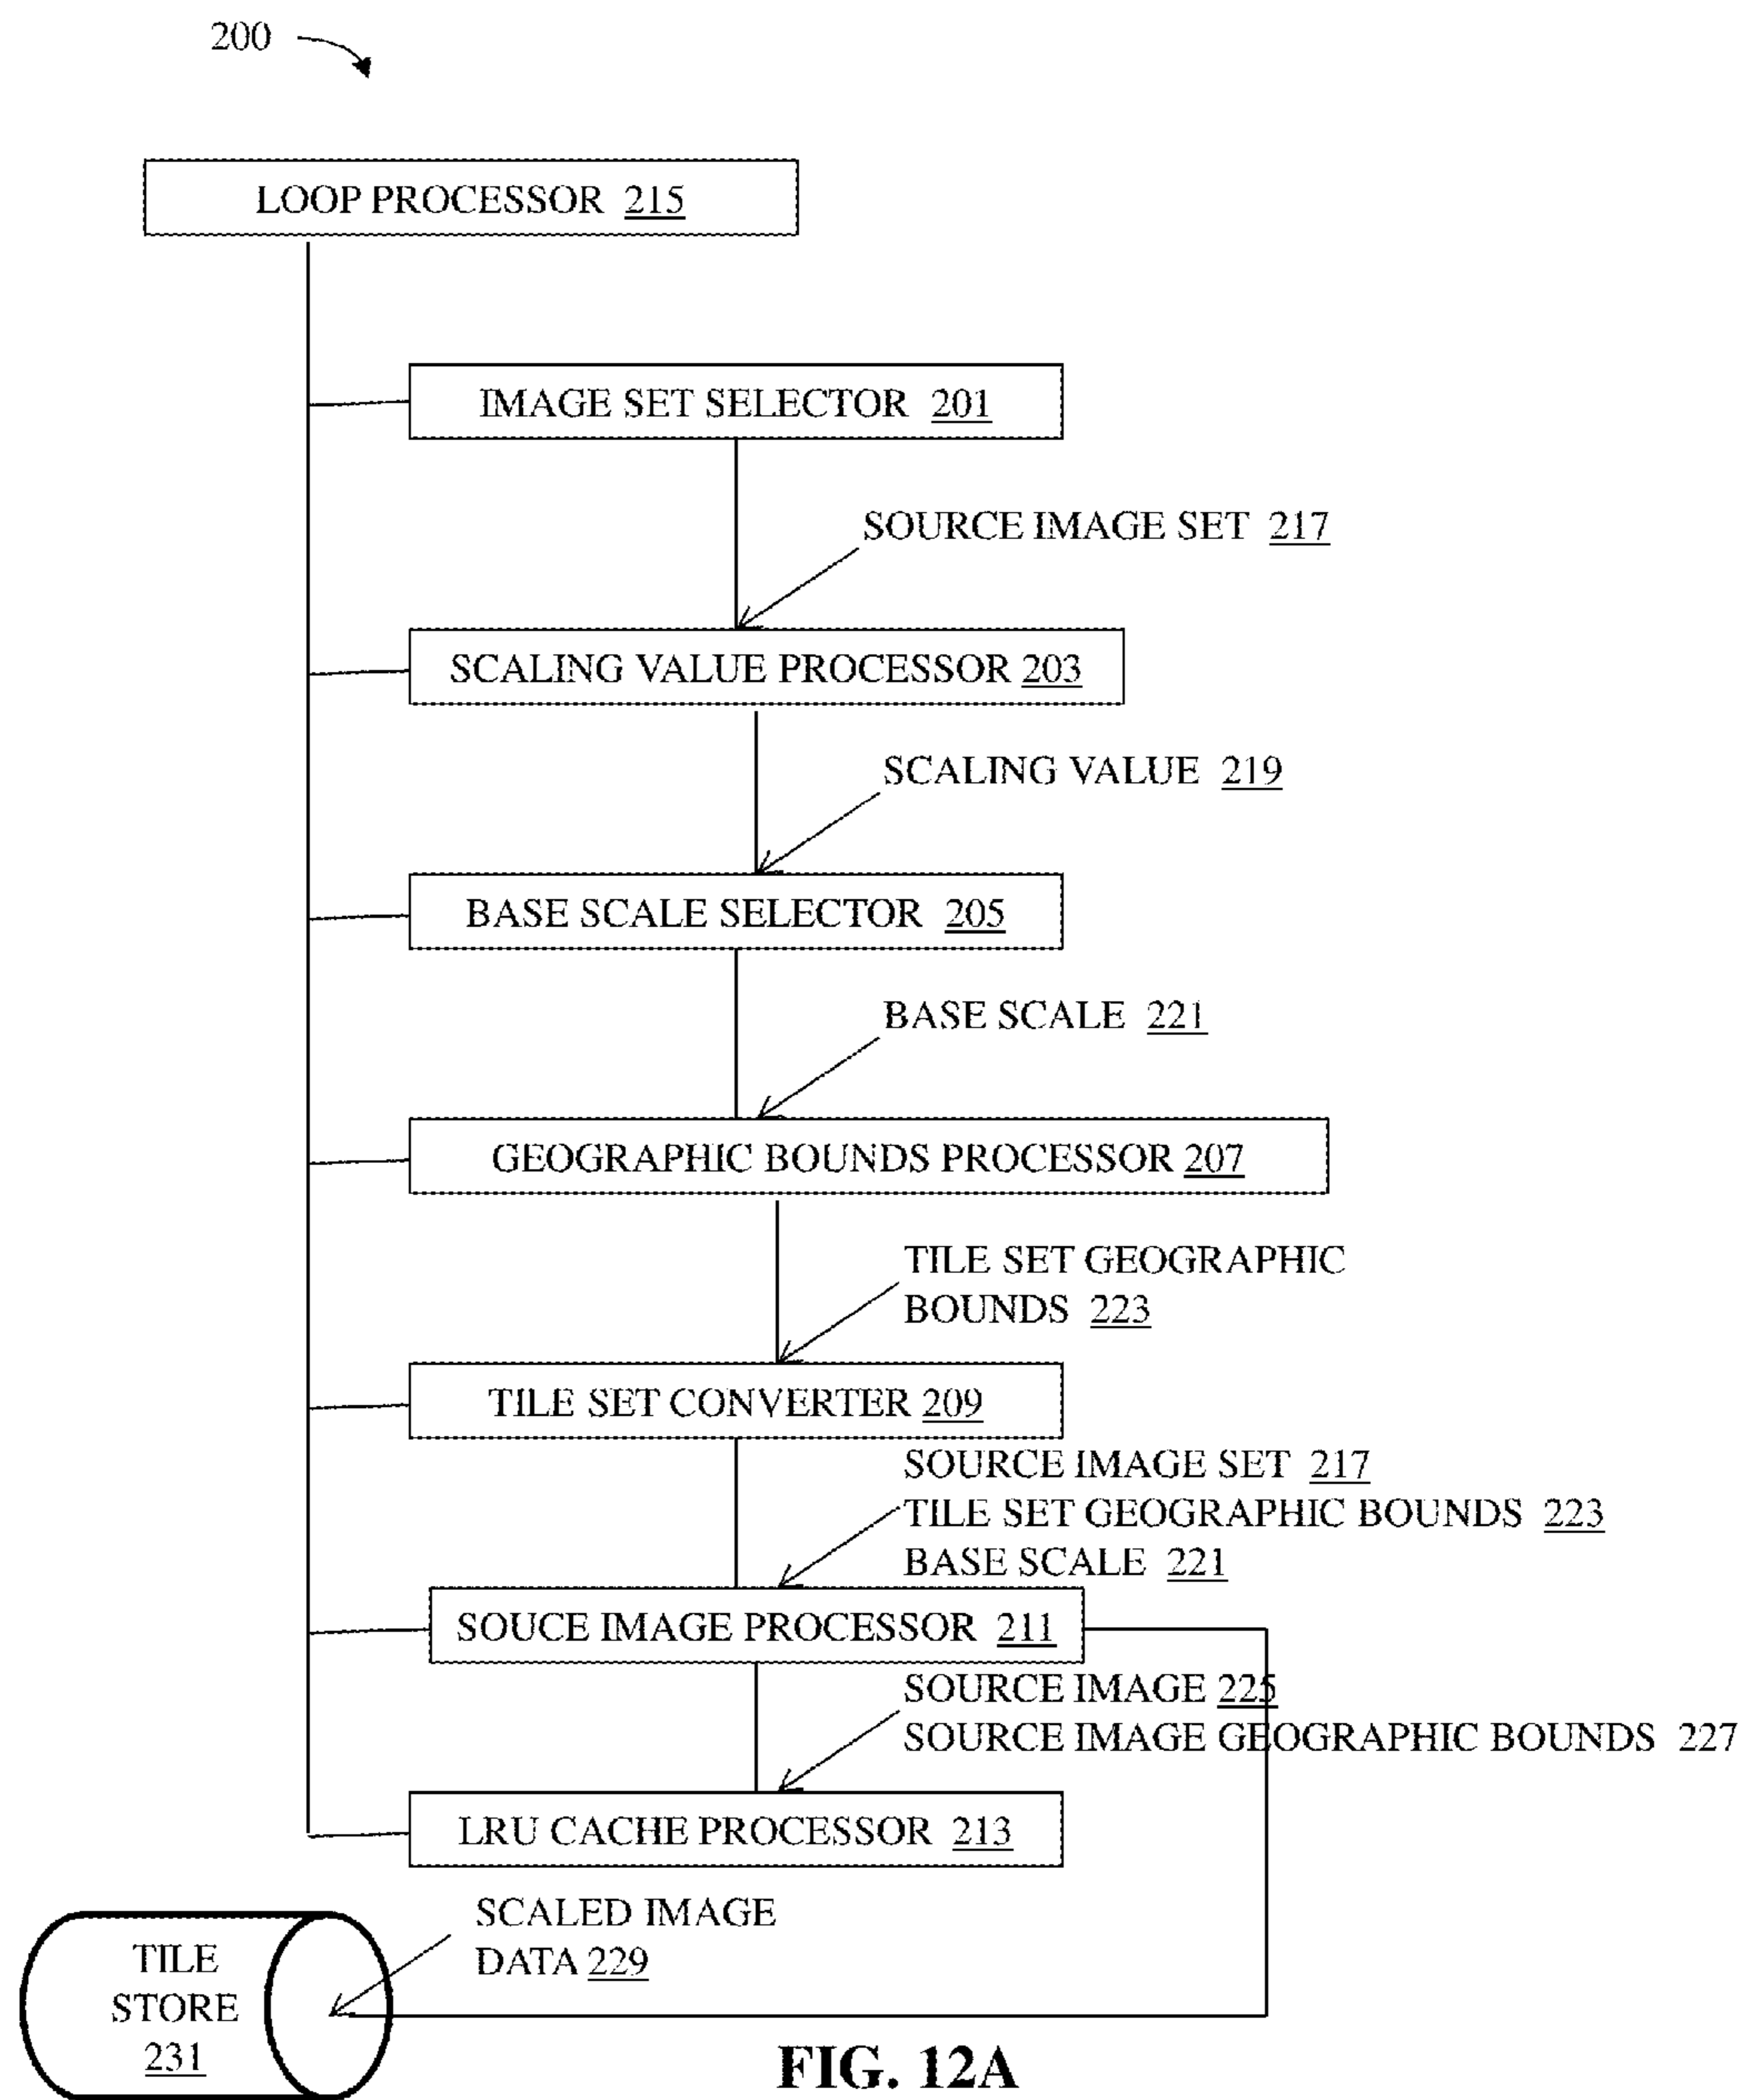 200
LOOP PROCESSOR 215
IMAGE SET SELECTOR 201
SOURCE IMAGE SET 217
SCALING VALUE PROCESSOR 203
SCALING VALUE 219
BASE SCALE SELECTOR 205
BASE SCALE 221
GEOGRAPHIC BOUNDS PROCESSOR 207
TILE SET GEOGRAPHIC
BOUNDS 223
TILE SET CONVERTER 209
SOURCE IMAGE SET 217
TILE SET GEOGRAPHIC BOUNDS 223
BASE SCALE 221
SOUCE IMAGE PROCESSOR 211
SOURCE IMAGE 225
SOURCE IMAGE GEOGRAPHIC BOUNDS 227
LRU CACHE PROCESSOR 213
SCALED IMAGE
DATA 229
TILE
STORE
231
FIG. 12A